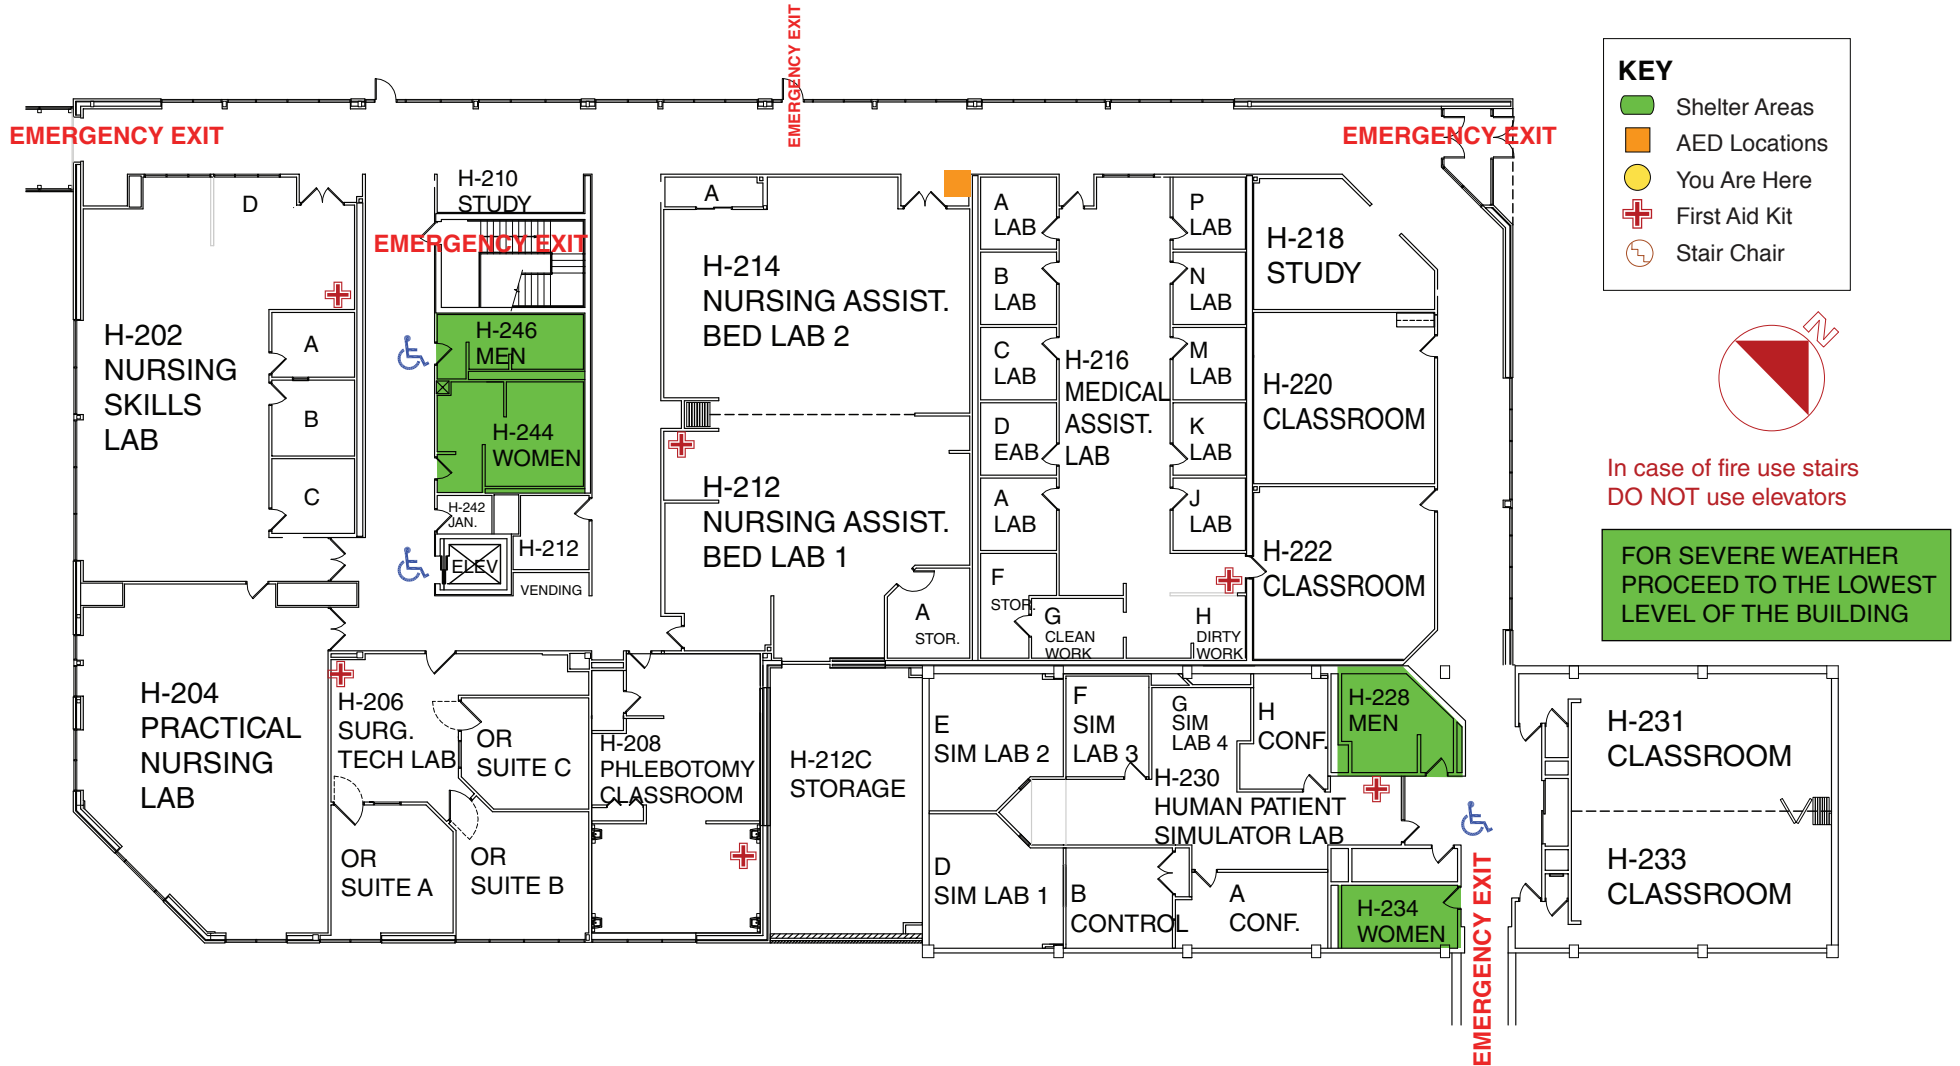 EMERGENCY EXIT
EMERGENCY EXIT
EMERGENCY EXIT
KEY
Shelter Areas
AED Locations
You Are Here
First Aid Kit
Stair Chair
N
In case of fire use stairs
DO NOT use elevators
FOR SEVERE WEATHER
PROCEED TO THE LOWEST
LEVEL OF THE BUILDING
D
H-202
NURSING
SKILLS
LAB
A
B
C
H-210
STUDY
EMERGENCY EXIT
H-246
MEN
H-244
WOMEN
H-242
JAN.
ELEV
H-212
VENDING
A
H-214
NURSING ASSIST.
BED LAB 2
H-212
NURSING ASSIST.
BED LAB 1
A
STOR.
A
LAB
B
LAB
C
LAB
D
EAB
A
LAB
F
STOR.
G
CLEAN
WORK
H-216
MEDICAL
ASSIST.
LAB
P
LAB
N
LAB
M
LAB
K
LAB
J
LAB
H
DIRTY
WORK
H-218
STUDY
H-220
CLASSROOM
H-222
CLASSROOM
H-204
PRACTICAL
NURSING
LAB
H-206
SURG.
TECH LAB
OR
SUITE C
OR
SUITE A
OR
SUITE B
H-208
PHLEBOTOMY
CLASSROOM
H-212C
STORAGE
E
SIM LAB 2
D
SIM LAB 1
F
SIM
LAB 3
G
SIM
LAB 4
H
CONF.
H-230
HUMAN PATIENT
SIMULATOR LAB
B
CONTROL
A
CONF.
H-228
MEN
H-234
WOMEN
EMERGENCY EXIT
H-231
CLASSROOM
H-233
CLASSROOM